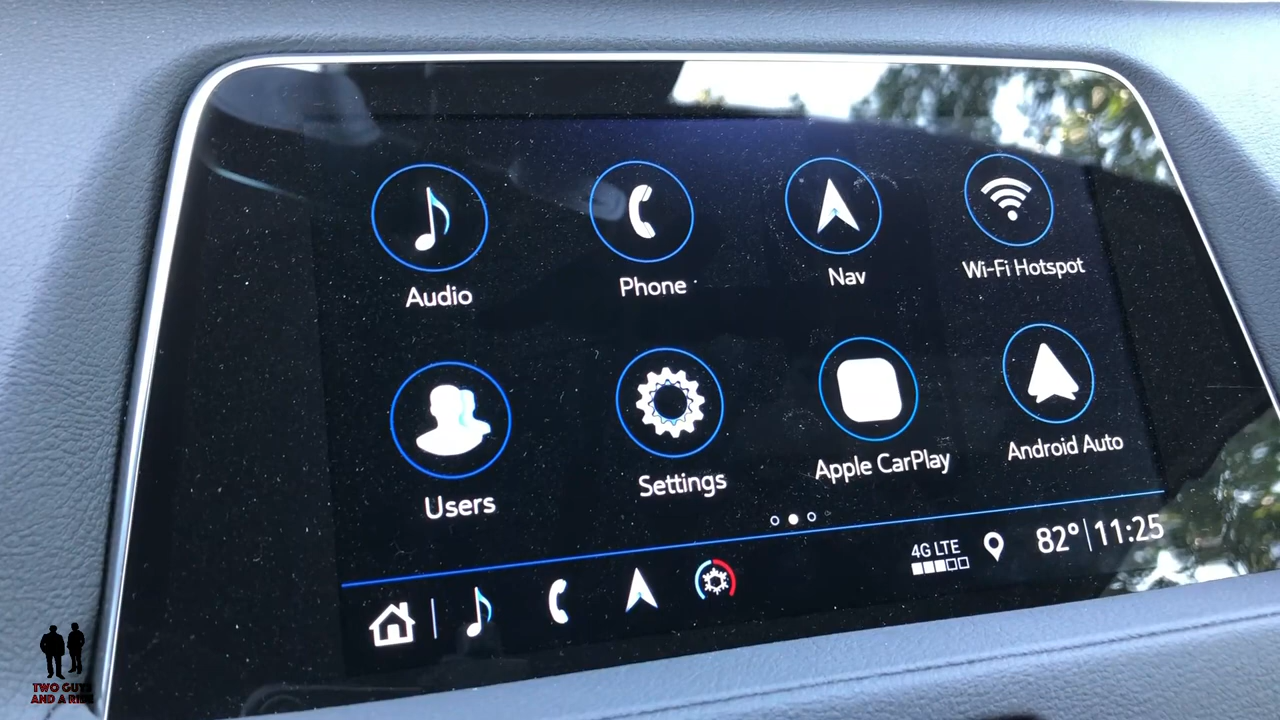 Audio
Phone
Nav
Wi-Fi Hotspot
Users
Settings
Apple CarPlay
Android Auto
4G LTE
82° 11:25
TWO GUYS
AND A RIDE